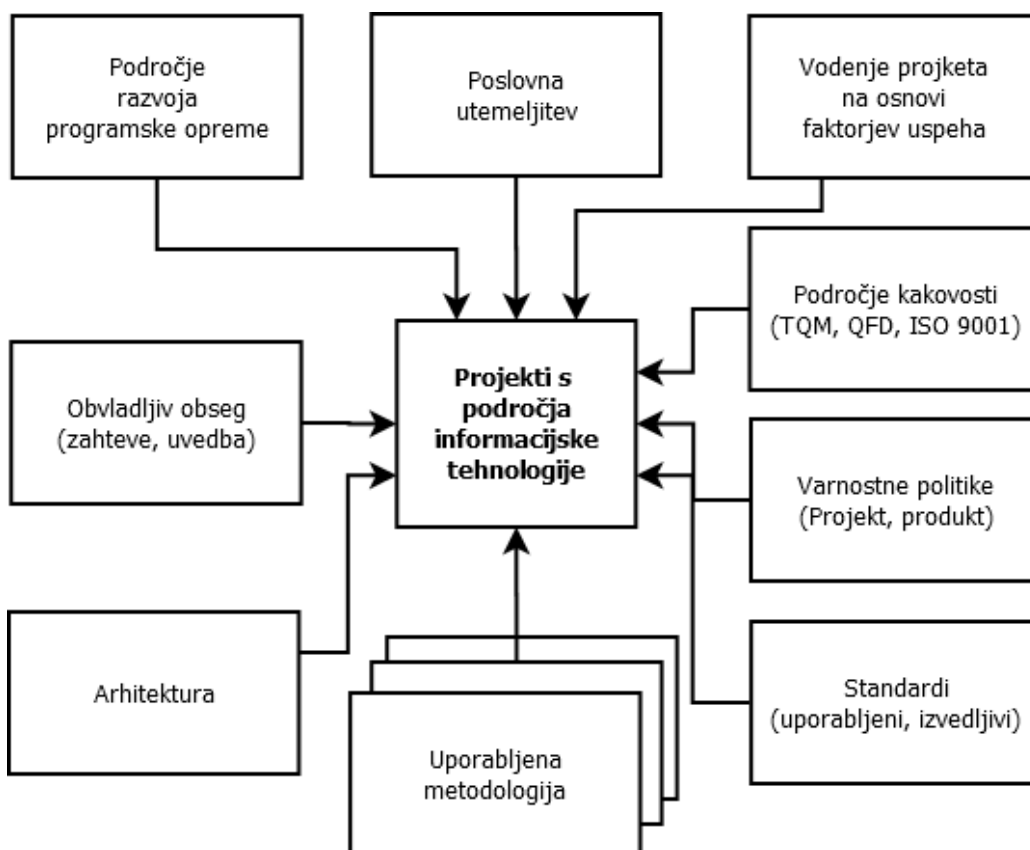 Področje
razvoja
programske opreme
Poslovna
utemeljitev
Vodenje projketa
na osnovi
faktorjev uspeha
Področje kakovosti
(TQM, QFD, ISO 9001)
Obvladljiv obseg
(zahteve, uvedba)
Projekti s
področja
informacijske
tehnologije
Varnostne politike
(Projekt, produkt)
Arhitektura
Uporabljena
metodologija
Standardi
(uporabljeni, izvedljivi)